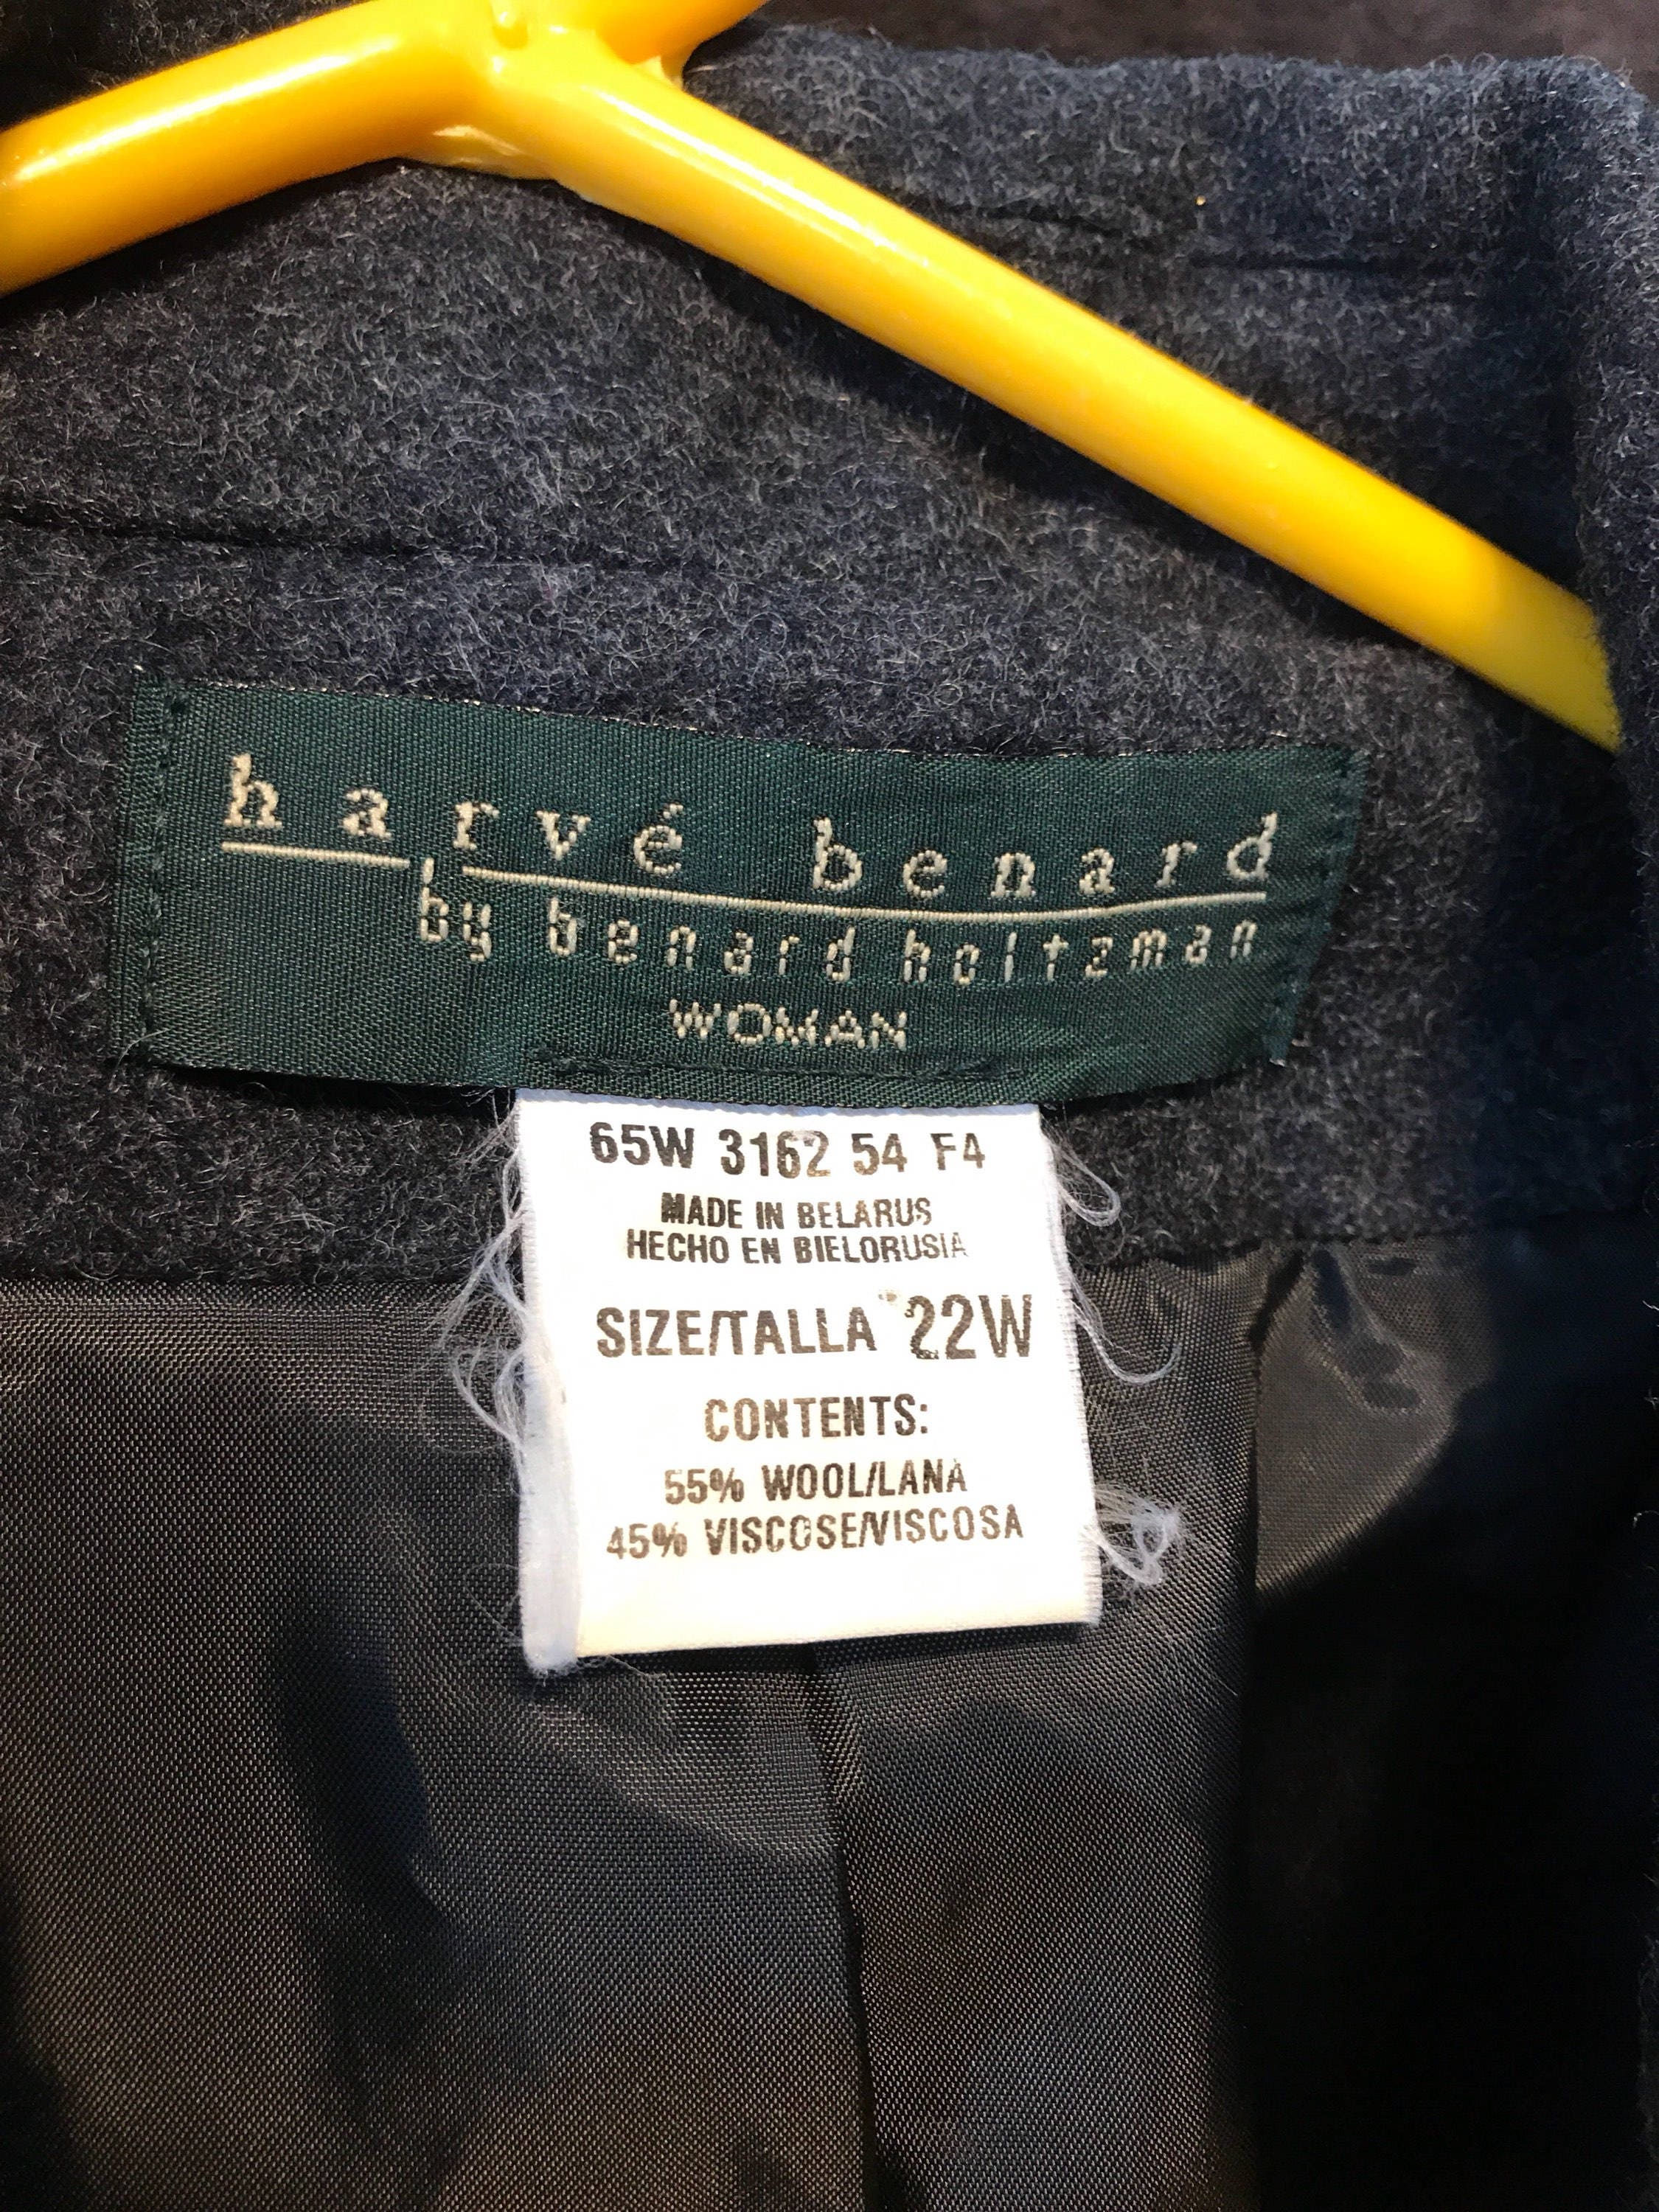 harvé benard
by benard holtzman
WOMAN
65W 3162 54 F4
MADE IN BELARUS
HECHO EN BIELORUSIA
SIZE/TALLA 22W
CONTENTS:
55% WOOL/LANA
45% VISCOSE/VISCOSA